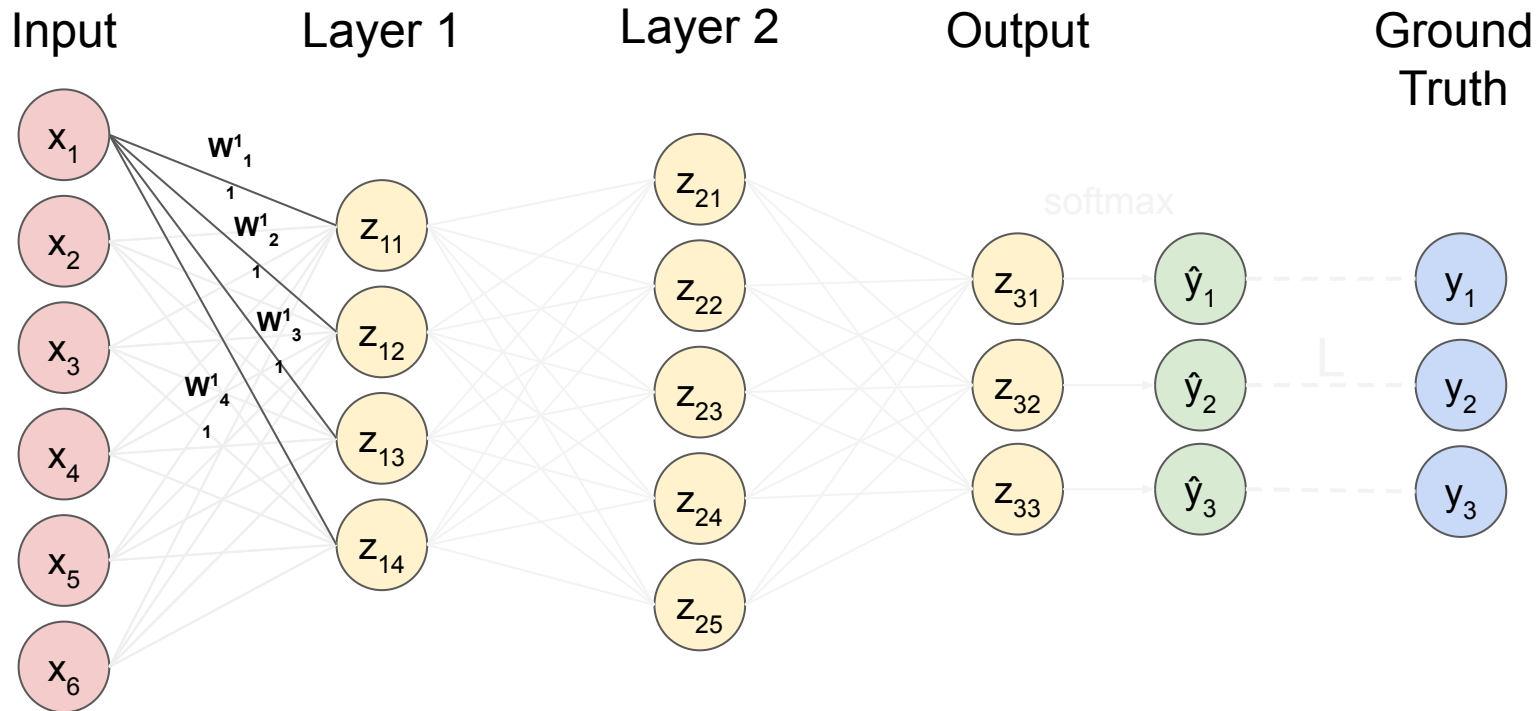 Input
Layer 1
Layer 2
Output
Ground
Truth
x₁
x₂
x₃
x₄
x₅
x₆
W¹₁
₁
W¹₂
₁
W¹₃
₁
W¹₄
₁
z₁₁
z₁₂
z₁₃
z₁₄
z₂₁
z₂₂
z₂₃
z₂₄
z₂₅
z₃₁
z₃₂
z₃₃
softmax
ŷ₁
ŷ₂
ŷ₃
L
y₁
y₂
y₃